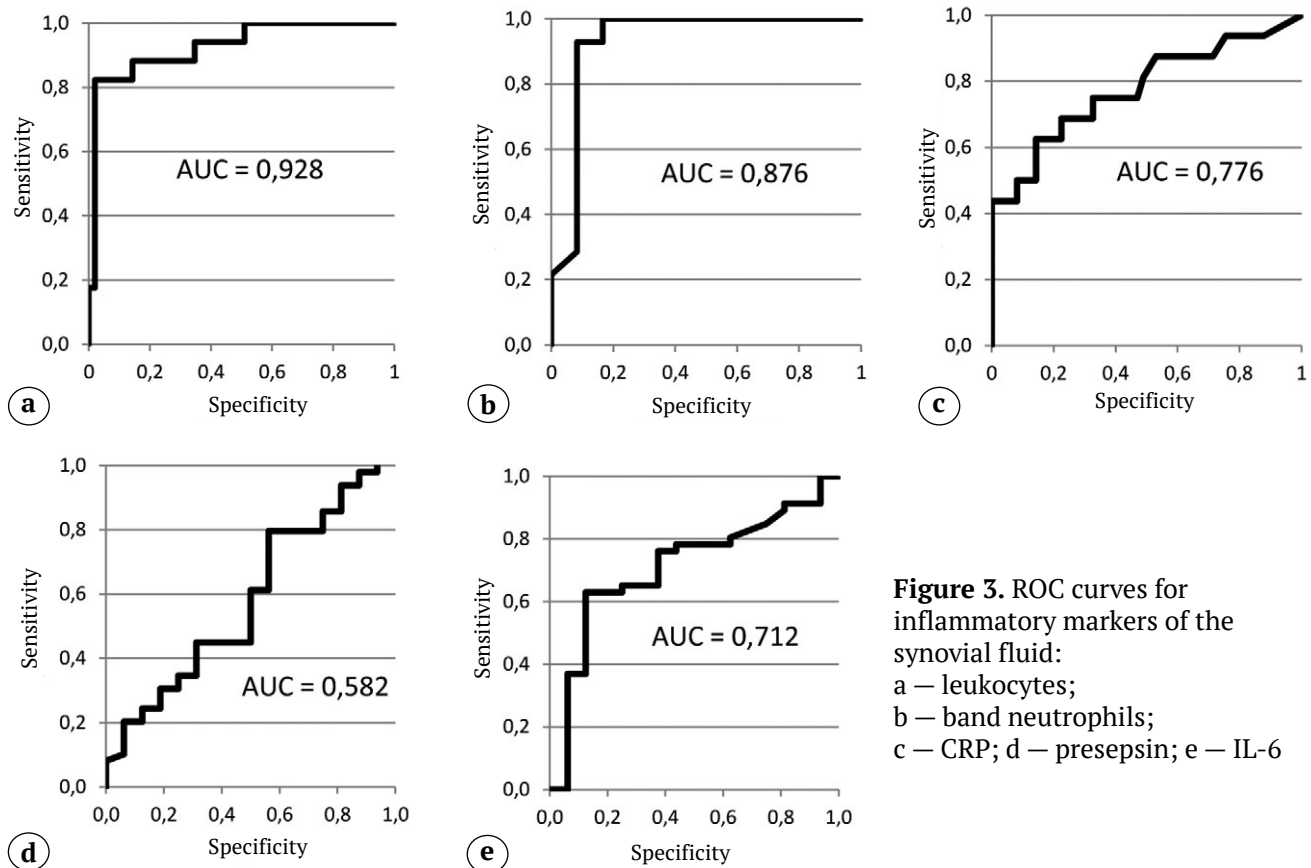 1,0
0,8
0,6
0,4
0,2
0,0
Sensitivity
AUC = 0,928
0 0,2 0,4 0,6 0,8 1
Specificity
a
1,0
0,8
0,6
0,4
0,2
0,0
Sensitivity
AUC = 0,876
0 0,2 0,4 0,6 0,8 1
Specificity
b
1,0
0,8
0,6
0,4
0,2
0,0
Sensitivity
AUC = 0,776
0 0,2 0,4 0,6 0,8 1
Specificity
c
1,0
0,8
0,6
0,4
0,2
0,0
Sensitivity
AUC = 0,582
0,0 0,2 0,4 0,6 0,8 1,0
Specificity
d
1,0
0,8
0,6
0,4
0,2
0,0
Sensitivity
AUC = 0,712
0,0 0,2 0,4 0,6 0,8 1,0
Specificity
e
Figure 3. ROC curves for
inflammatory markers of the
synovial fluid:
a — leukocytes;
b — band neutrophils;
c — CRP; d — presepsin; e — IL-6